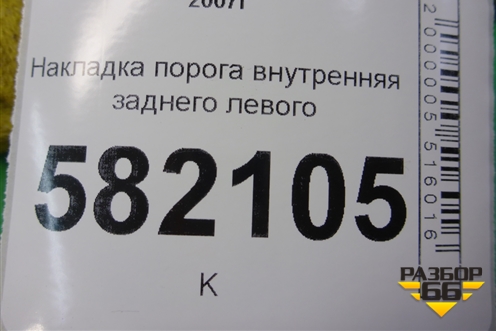 2007г
Накладка порога внутренняя
заднего левого
582105
К
2000005516016
РАЗБОР
66